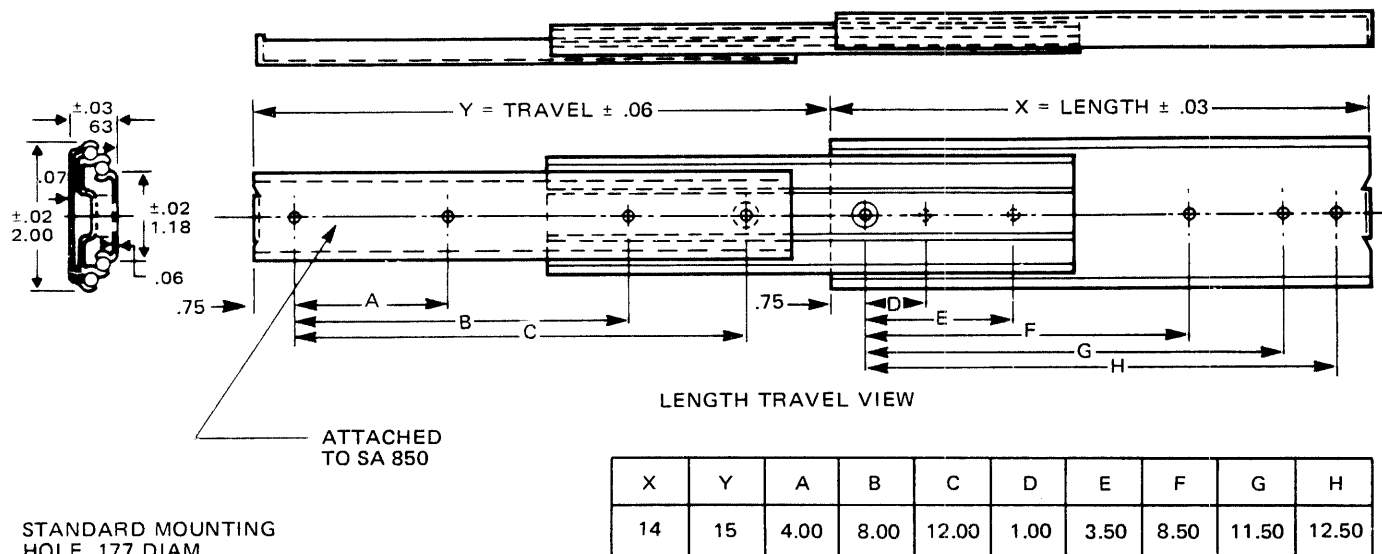 Y = TRAVEL ± .06
X = LENGTH ± .03
±.03
63
.07
±.02
2.00
±.02
1.18
.06
.75
A
B
C
.75
D
E
F
G
H
LENGTH TRAVEL VIEW
ATTACHED
TO SA 850
X Y A B C D E F G H
14 15 4.00 8.00 12.00 1.00 3.50 8.50 11.50 12.50
STANDARD MOUNTING
HOLE .177 DIAM